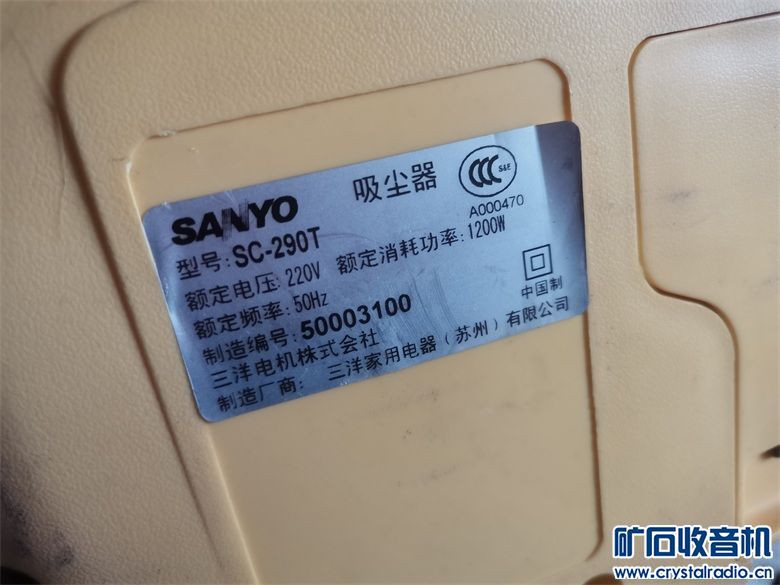 SANYO
吸尘器
CCC
S&E
A000470
型号: SC-290T
额定电压: 220V 额定消耗功率: 1200W
额定频率: 50Hz
制造编号: 50003100
中国制
三洋电机株式会社
制造厂商: 三洋家用电器（苏州）有限公司
矿石收音机
www.crystalradio.cn